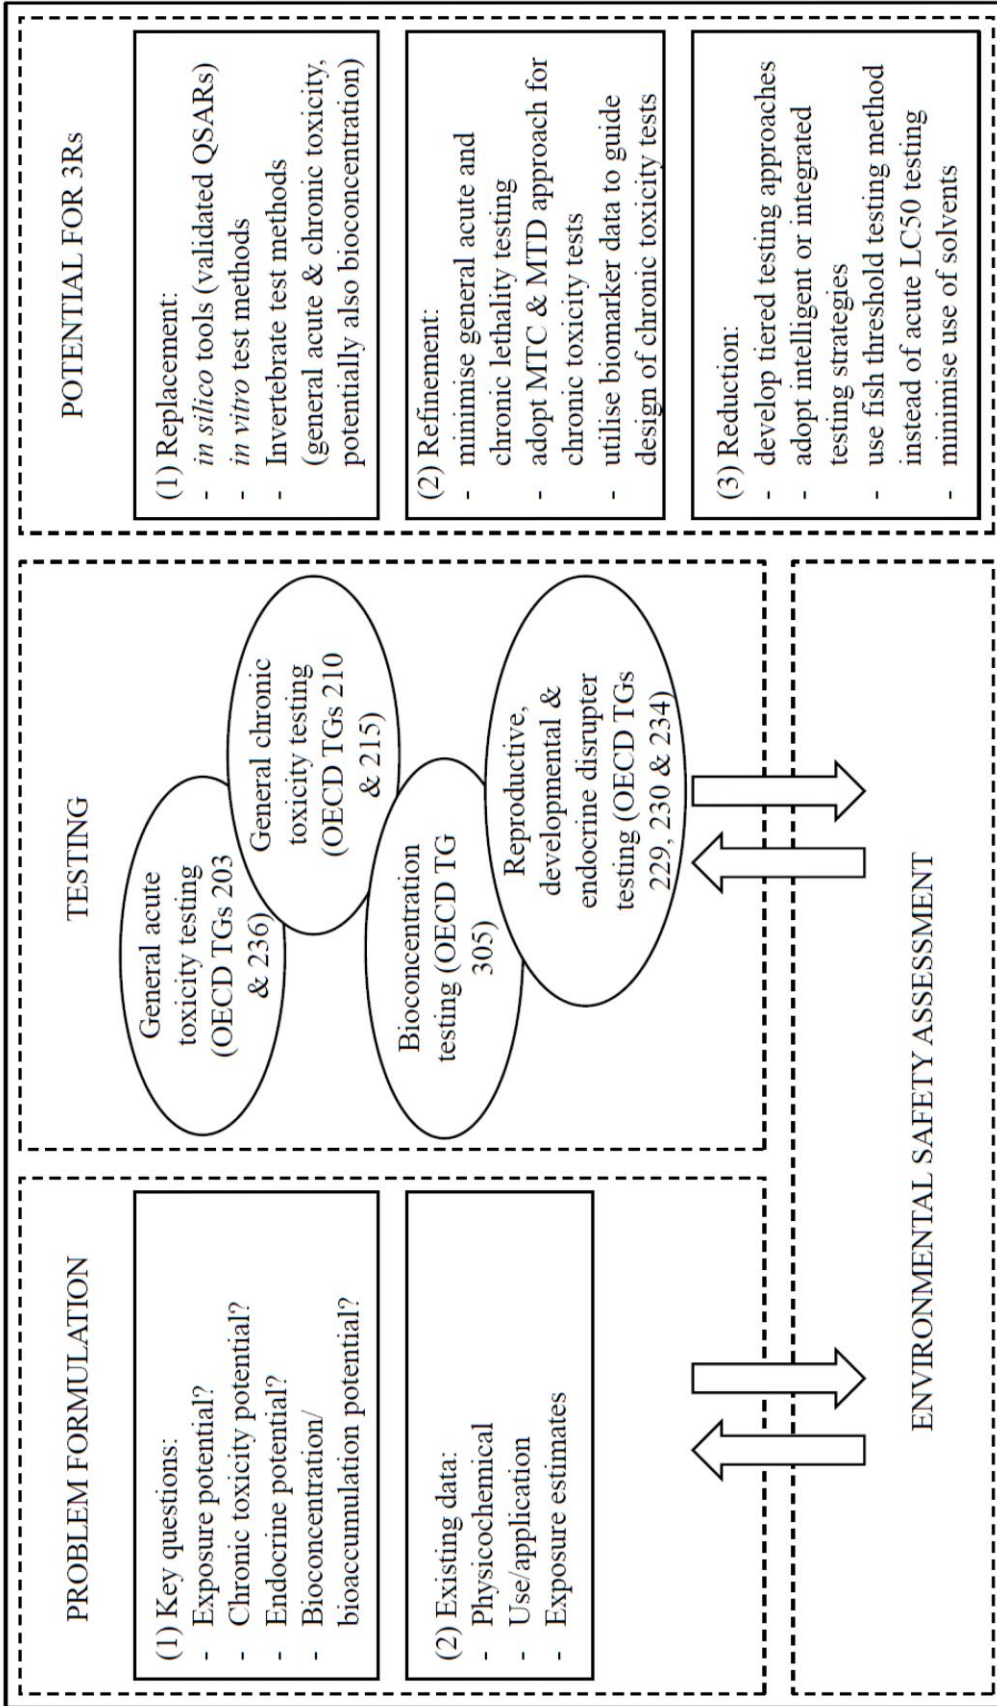 PROBLEM FORMULATION
(1) Key questions:
- Exposure potential?
- Chronic toxicity potential?
- Endocrine potential?
- Bioconcentration/
bioaccumulation potential?
(2) Existing data:
- Physicochemical
- Use/application
- Exposure estimates
TESTING
General acute
toxicity testing
(OECD TGs 203
& 236)
General chronic
toxicity testing
(OECD TGs 210
& 215)
Bioconcentration
testing (OECD TG
305)
Reproductive,
developmental &
endocrine disrupter
testing (OECD TGs
229, 230 & 234)
POTENTIAL FOR 3Rs
(1) Replacement:
- in silico tools (validated QSARs)
- in vitro test methods
- Invertebrate test methods
(general acute & chronic toxicity,
potentially also bioconcentration)
(2) Refinement:
- minimise general acute and
chronic lethality testing
- adopt MTC & MTD approach for
chronic toxicity tests
- utilise biomarker data to guide
design of chronic toxicity tests
(3) Reduction:
- develop tiered testing approaches
- adopt intelligent or integrated
testing strategies
- use fish threshold testing method
instead of acute LC50 testing
- minimise use of solvents
ENVIRONMENTAL SAFETY ASSESSMENT